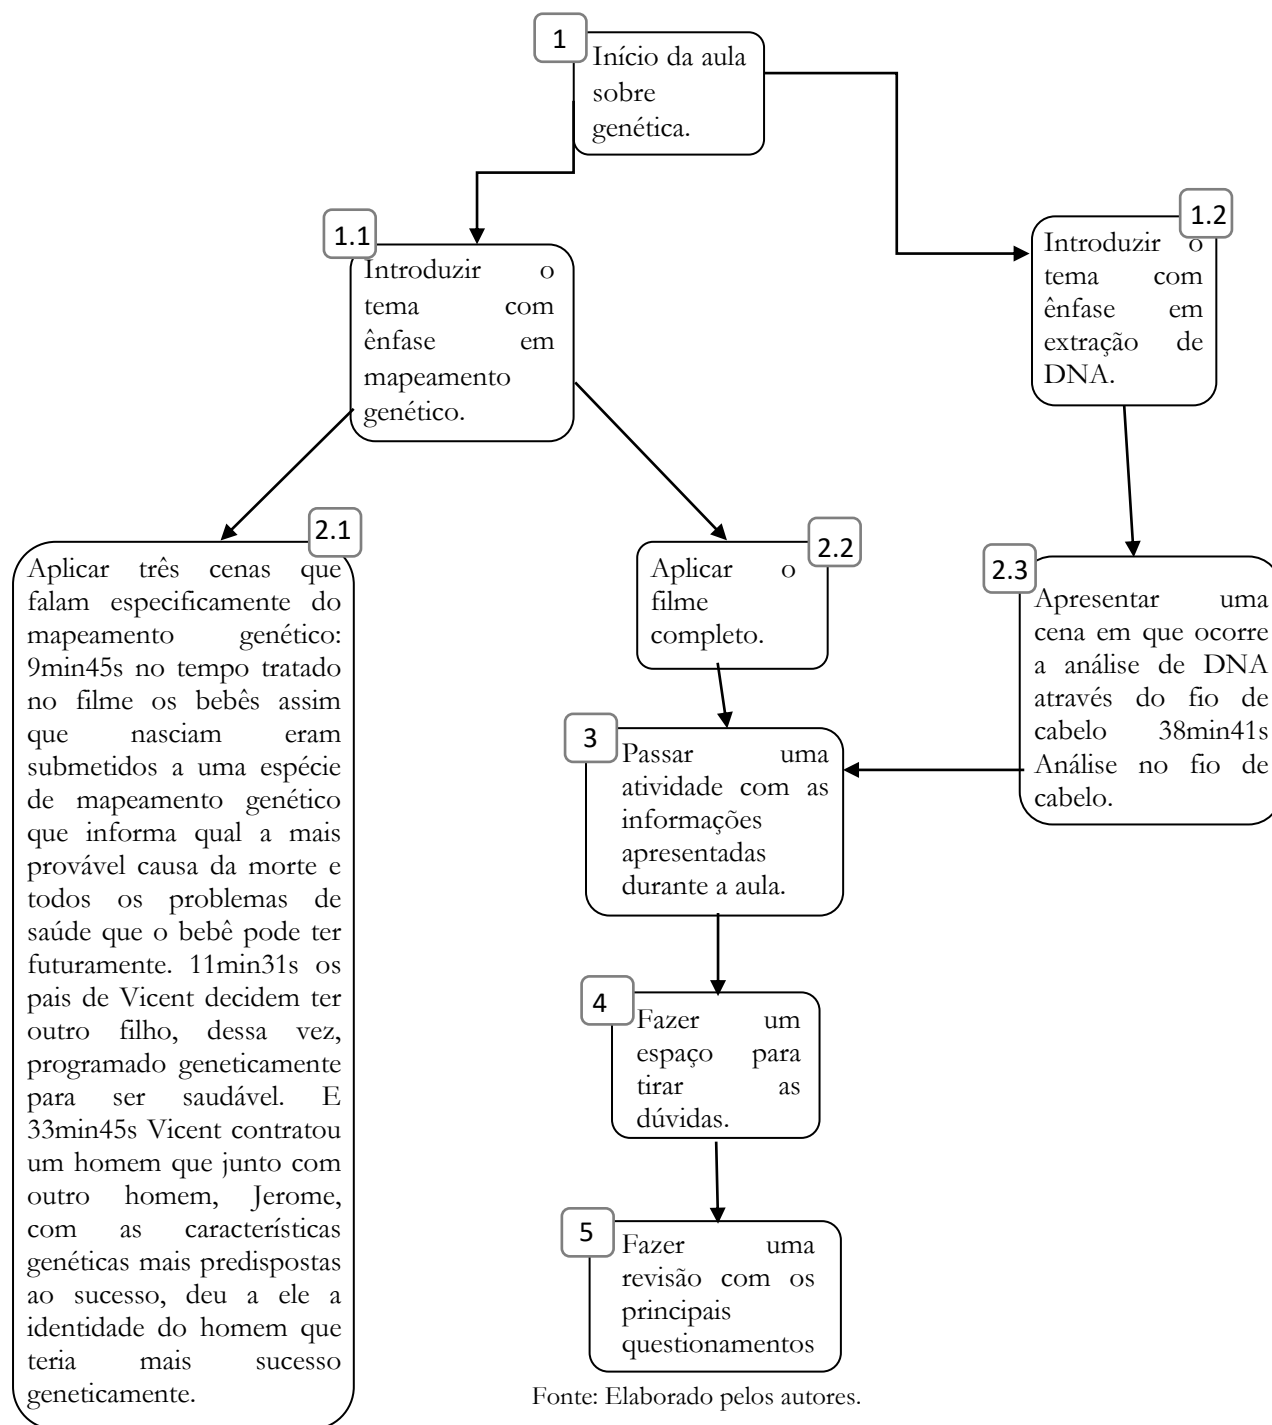 1
Início da aula
sobre
genética.
1.1
Introduzir o
tema com
ênfase em
mapeamento
genético.
1.2
Introduzir o
tema com
ênfase em
extração de
DNA.
2.1
Aplicar três cenas que
falam especificamente do
mapeamento genético:
9min45s no tempo tratado
no filme os bebês assim
que nasciam eram
submetidos a uma espécie
de mapeamento genético
que informa qual a mais
provável causa da morte e
todos os problemas de
saúde que o bebê pode ter
futuramente. 11min31s os
pais de Vicent decidem ter
outro filho, dessa vez,
programado geneticamente
para ser saudável. E
33min45s Vicent contratou
um homem que junto com
outro homem, Jerome,
com as características
genéticas mais predispostas
ao sucesso, deu a ele a
identidade do homem que
teria mais sucesso
geneticamente.
2.2
Aplicar o
filme
completo.
2.3
Apresentar uma
cena em que ocorre
a análise de DNA
através do fio de
cabelo 38min41s
Análise no fio de
cabelo.
3
Passar uma
atividade com as
informações
apresentadas
durante a aula.
4
Fazer um
espaço para
tirar as
dúvidas.
5
Fazer uma
revisão com os
principais
questionamentos
Fonte: Elaborado pelos autores.